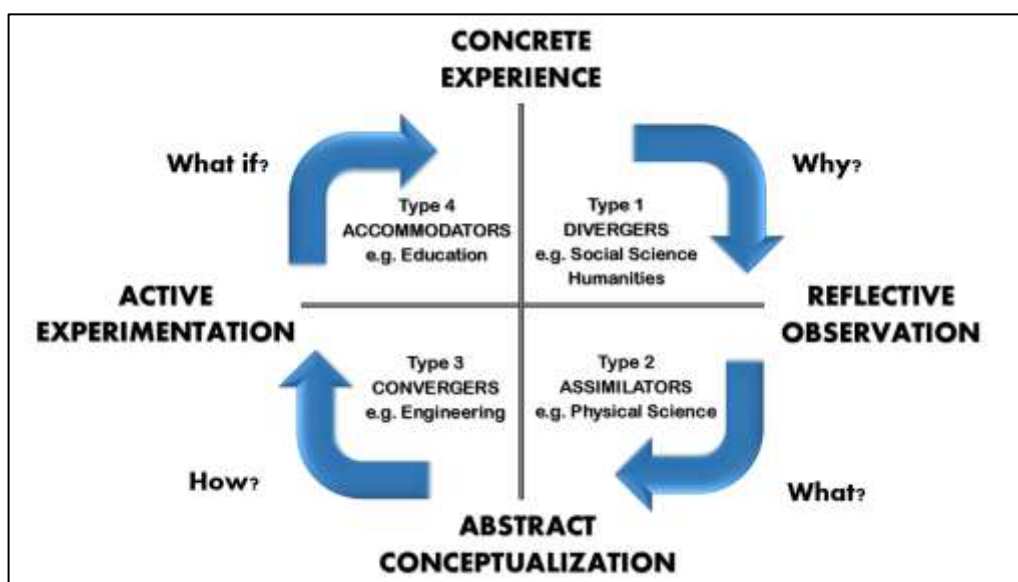 CONCRETE
EXPERIENCE
What if?
Why?
Type 4
ACCOMMODATORS
e.g. Education
Type 1
DIVERGERS
e.g. Social Science
Humanities
ACTIVE
EXPERIMENTATION
REFLECTIVE
OBSERVATION
Type 3
CONVERGERS
e.g. Engineering
Type 2
ASSIMILATORS
e.g. Physical Science
How?
What?
ABSTRACT
CONCEPTUALIZATION